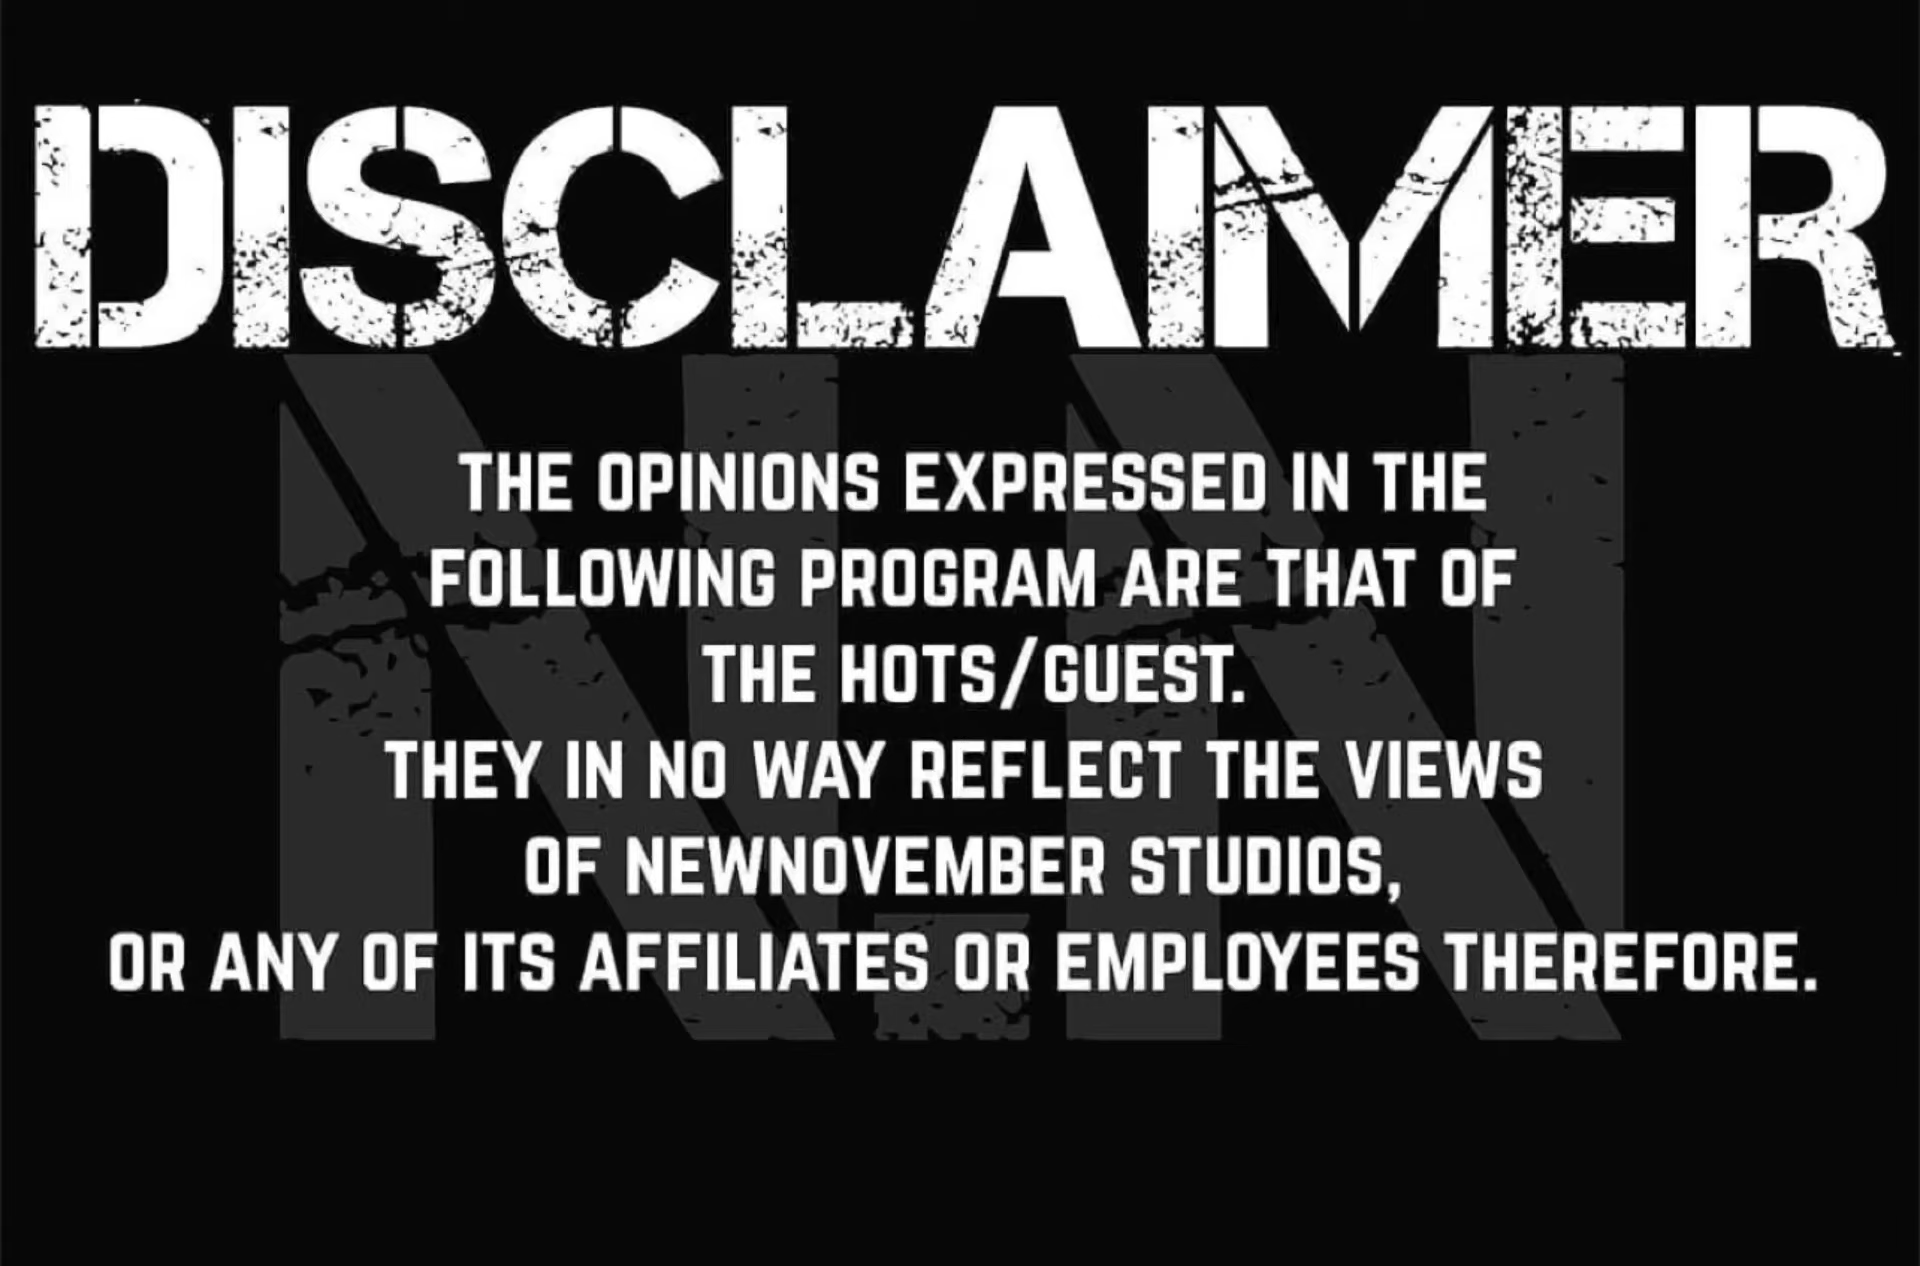 DISCLAIMER
THE OPINIONS EXPRESSED IN THE
FOLLOWING PROGRAM ARE THAT OF
THE HOTS/GUEST.
THEY IN NO WAY REFLECT THE VIEWS
OF NEWNOVEMBER STUDIOS,
OR ANY OF ITS AFFILIATES OR EMPLOYEES THEREFORE.
N.N